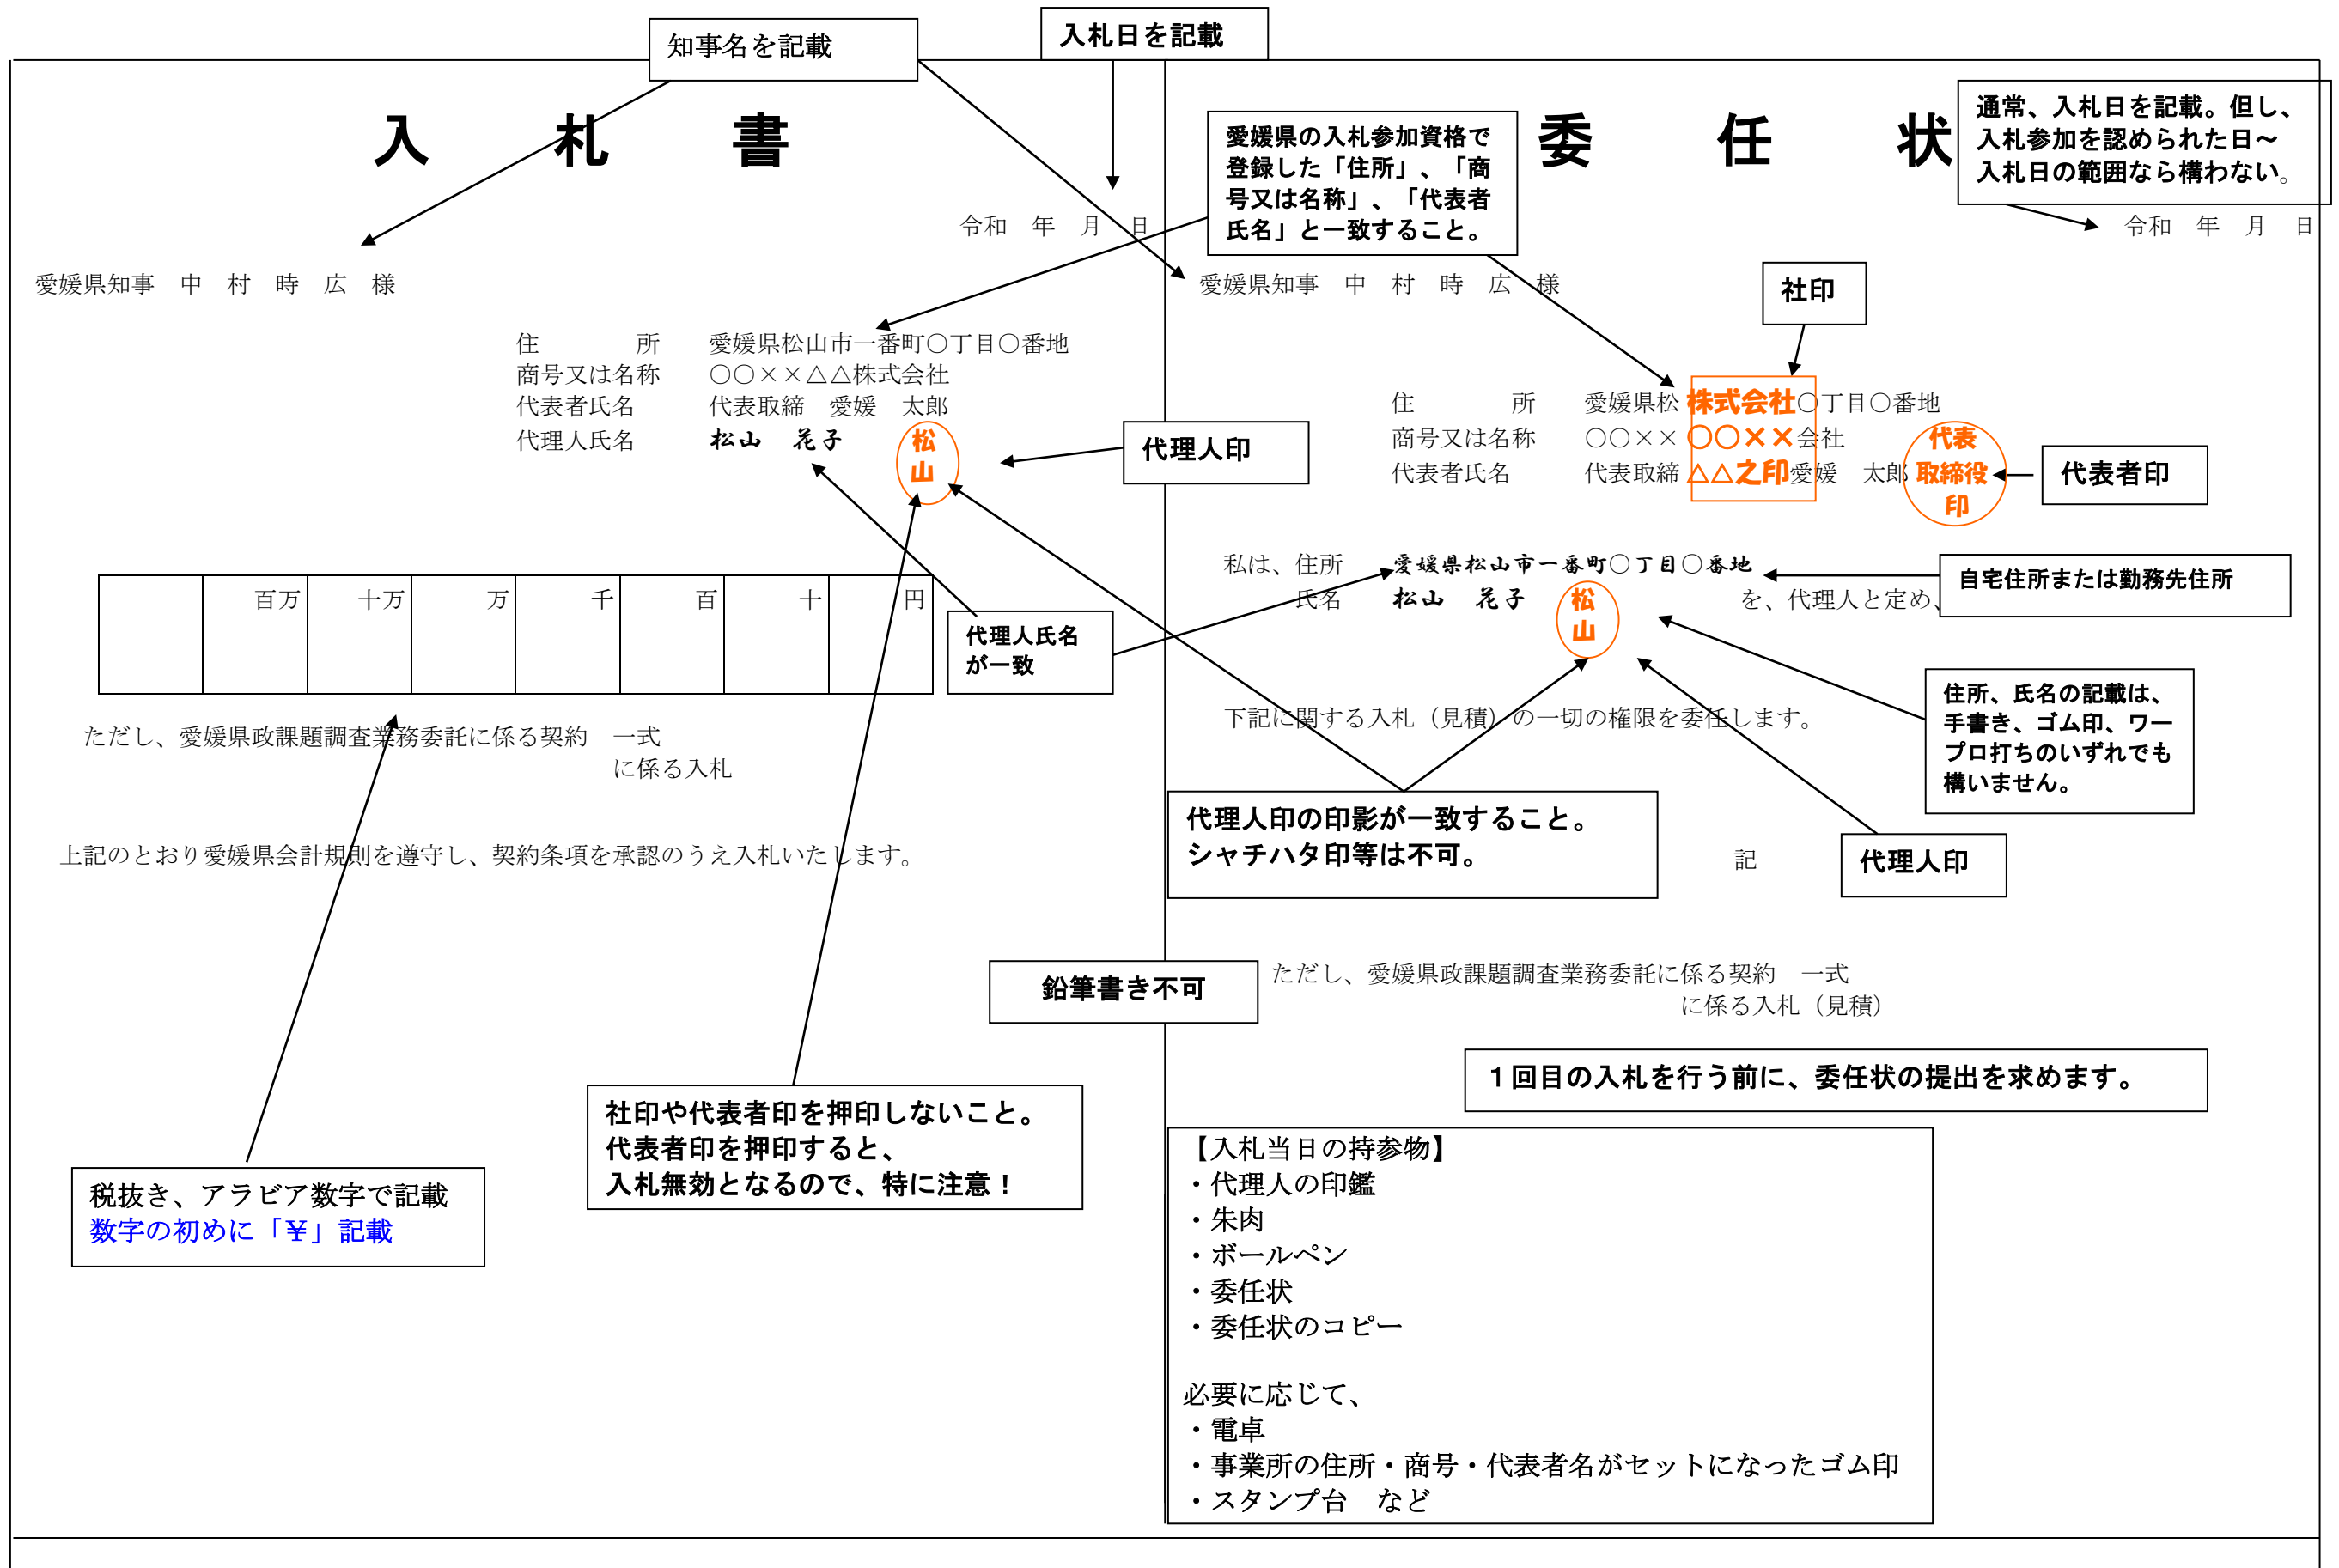 知事名を記載
入札日を記載
入　札　書
令和　年　月　日
愛媛県知事　中　村　時　広　様
愛媛県の入札参加資格で
登録した「住所」、「商
号又は名称」、「代表者
氏名」と一致すること。
住　　　　所　　愛媛県松山市一番町〇丁目〇番地
商号又は名称　　〇〇××△△株式会社
代表者氏名　　　代表取締　愛媛　太郎
代理人氏名　　　松山　花子
松
山
代理人印
百万　十万　万　千　百　十　円
代理人氏名
が一致
ただし、愛媛県政課題調査業務委託に係る契約　一式
に係る入札
上記のとおり愛媛県会計規則を遵守し、契約条項を承認のうえ入札いたします。
鉛筆書き不可
社印や代表者印を押印しないこと。
代表者印を押印すると、
入札無効となるので、特に注意！
税抜き、アラビア数字で記載
数字の初めに「￥」記載
委　任　状
通常、入札日を記載。但し、
入札参加を認められた日～
入札日の範囲なら構わない。
令和　年　月　日
愛媛県知事　中　村　時　広　様
社印
住　　　　所　　愛媛県松　　　〇丁目〇番地
商号又は名称　　〇〇××　　　会社
代表者氏名　　　代表取締　　　愛媛　太郎
株式会社
〇〇××
△△之印
代表
取締役
印
代表者印
私は、住所　　愛媛県松山市一番町〇丁目〇番地
氏名　　松山　花子　　　　　を、代理人と定め、
松
山
自宅住所または勤務先住所
住所、氏名の記載は、
手書き、ゴム印、ワー
プロ打ちのいずれでも
構いません。
下記に関する入札（見積）の一切の権限を委任します。
代理人印の印影が一致すること。
シャチハタ印等は不可。
記
代理人印
ただし、愛媛県政課題調査業務委託に係る契約　一式
に係る入札（見積）
１回目の入札を行う前に、委任状の提出を求めます。
【入札当日の持参物】
・代理人の印鑑
・朱肉
・ボールペン
・委任状
・委任状のコピー
必要に応じて、
・電卓
・事業所の住所・商号・代表者名がセットになったゴム印
・スタンプ台　など